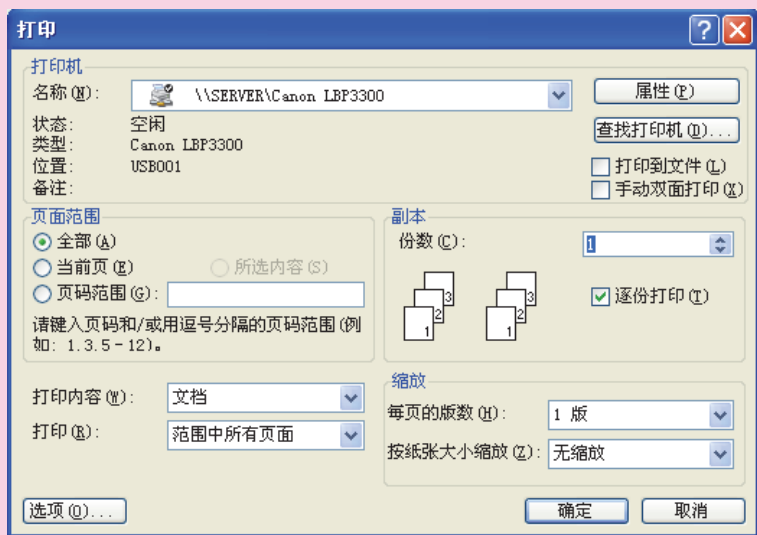 打印
打印机
名称(N): \\SERVER\Canon LBP3300 属性(P)
状态: 空闲 查找打印机(D)...
类型: Canon LBP3300
位置: USB001 打印到文件(L)
备注: 手动双面打印(X)
页面范围
全部(A)
当前页(E) 所选内容(S)
页码范围(G):
请键入页码和/或用逗号分隔的页码范围(例
如: 1.3.5-12)。
副本
份数(C): 1
1 2 3 1 2 3 逐份打印(T)
打印内容(W): 文档
打印(R): 范围中所有页面
缩放
每页的版数(H): 1 版
按纸张大小缩放(Z): 无缩放
选项(O)... 确定 取消